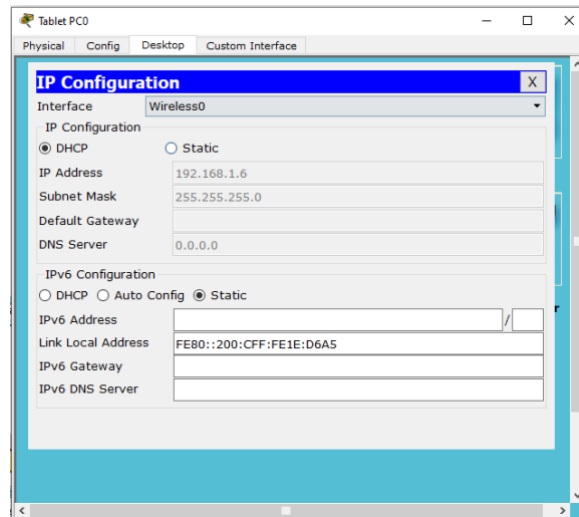 Tablet PC0
Physical Config Desktop Custom Interface
IP Configuration X
Interface Wireless0
IP Configuration
DHCP Static
IP Address 192.168.1.6
Subnet Mask 255.255.255.0
Default Gateway
DNS Server 0.0.0.0
IPv6 Configuration
DHCP Auto Config Static
IPv6 Address /
Link Local Address FE80::200:CFF:FE1E:D6A5
IPv6 Gateway
IPv6 DNS Server